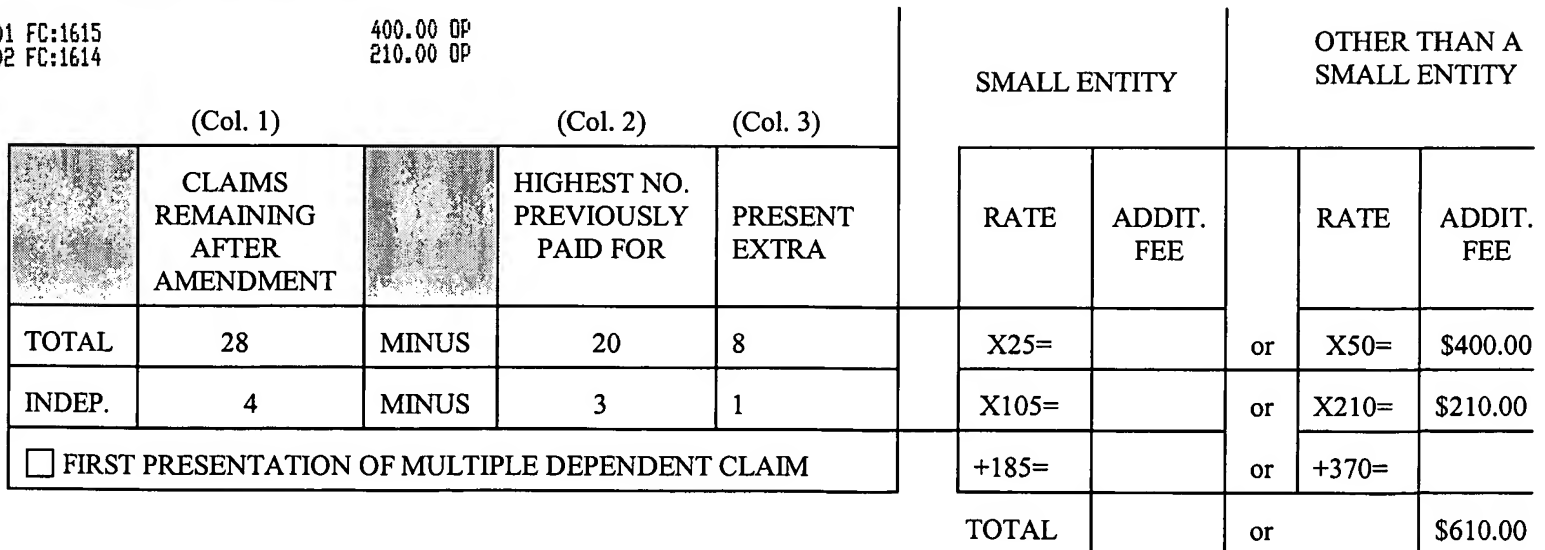 01 FC:1615 400.00 OP
02 FC:1614 210.00 OP
SMALL ENTITY
OTHER THAN A
SMALL ENTITY
(Col. 1) (Col. 2) (Col. 3)
CLAIMS
REMAINING
AFTER
AMENDMENT
HIGHEST NO.
PREVIOUSLY
PAID FOR
PRESENT
EXTRA
RATE
ADDIT.
FEE
RATE
ADDIT.
FEE
TOTAL 28 MINUS 20 8 X25= or X50= $400.00
INDEP. 4 MINUS 3 1 X105= or X210= $210.00
FIRST PRESENTATION OF MULTIPLE DEPENDENT CLAIM +185= or +370=
TOTAL or $610.00